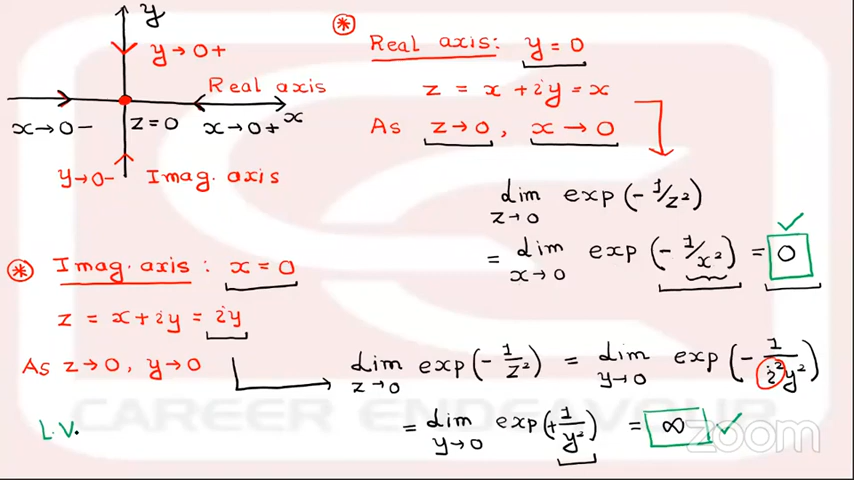 y
y→0+
Real axis
x→0-
z=0
x→0+
x
y→0-
Imag. axis
* Real axis: y=0
z = x+iy = x
As z→0, x→0
lim z→0 exp(-1/z²)
= lim x→0 exp(-1/x²) = 0 ✓
* Imag. axis: x=0
z = x+iy = iy
As z→0, y→0
lim z→0 exp(-1/z²) = lim y→0 exp(-1/i²y²)
= lim y→0 exp(+1/y²) = ∞ ✓
L.V.
CAREER ENDEAVOUR
zoom